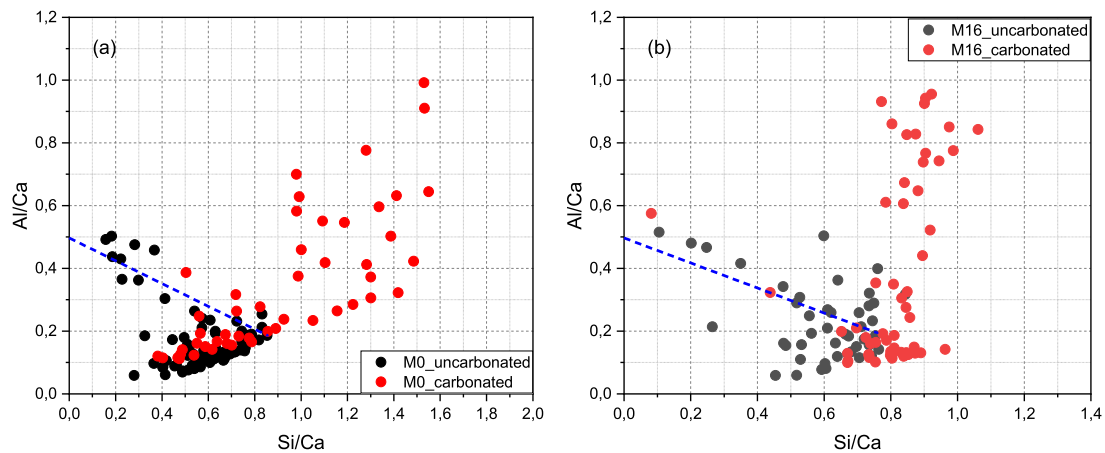 (a)
Al/Ca
1,2
1,0
0,8
0,6
0,4
0,2
0,0
0,0 0,2 0,4 0,6 0,8 1,0 1,2 1,4 1,6 1,8 2,0
Si/Ca
M0_uncarbonated
M0_carbonated
(b)
M16_uncarbonated
M16_carbonated
Al/Ca
1,2
1,0
0,8
0,6
0,4
0,2
0,0
0,0 0,2 0,4 0,6 0,8 1,0 1,2 1,4
Si/Ca